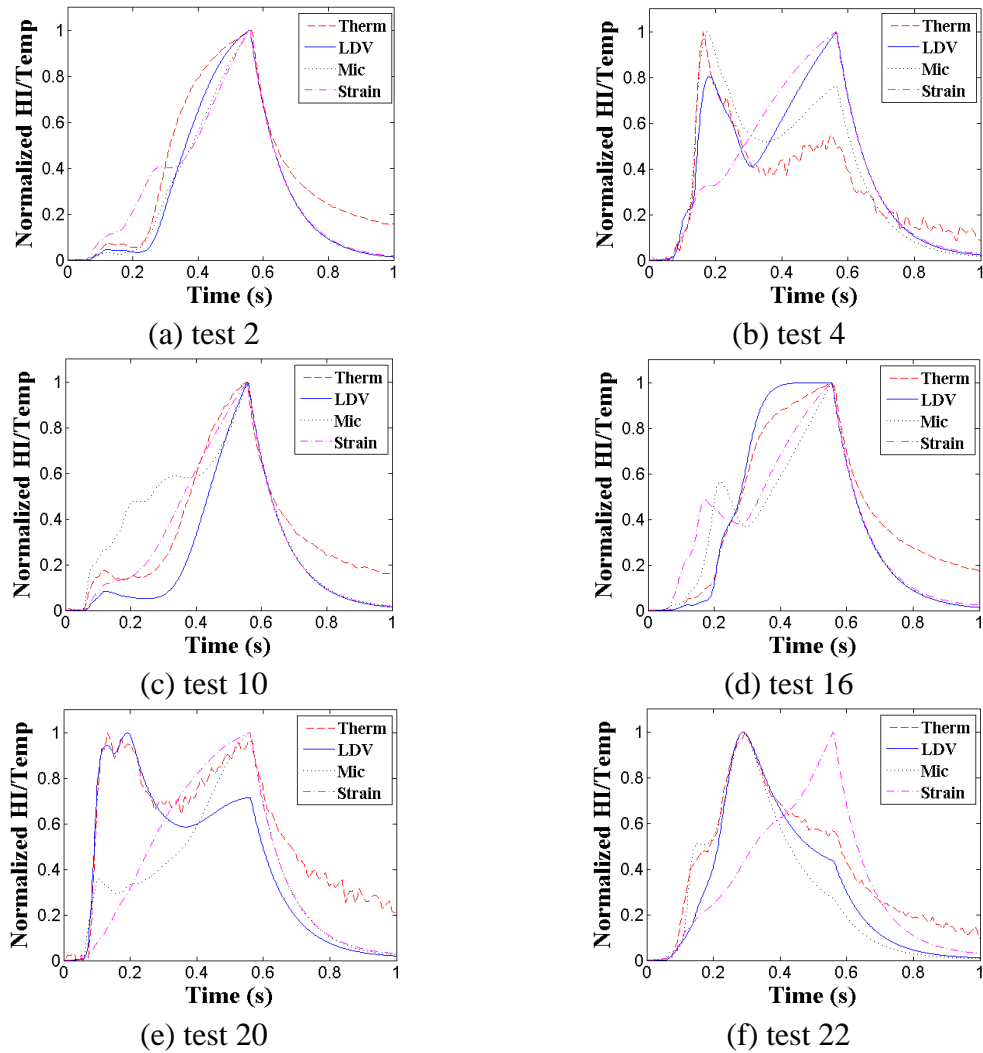 Normalized HI/Temp
1
0.8
0.6
0.4
0.2
0
0 0.2 0.4 0.6 0.8 1
Time (s)
Therm
LDV
Mic
Strain
(a) test 2
Normalized HI/Temp
1
0.8
0.6
0.4
0.2
0
0 0.2 0.4 0.6 0.8 1
Time (s)
Therm
LDV
Mic
Strain
(b) test 4
Normalized HI/Temp
1
0.8
0.6
0.4
0.2
0
0 0.2 0.4 0.6 0.8 1
Time (s)
Therm
LDV
Mic
Strain
(c) test 10
Normalized HI/Temp
1
0.8
0.6
0.4
0.2
0
0 0.2 0.4 0.6 0.8 1
Time (s)
Therm
LDV
Mic
Strain
(d) test 16
Normalized HI/Temp
1
0.8
0.6
0.4
0.2
0
0 0.2 0.4 0.6 0.8 1
Time (s)
Therm
LDV
Mic
Strain
(e) test 20
Normalized HI/Temp
1
0.8
0.6
0.4
0.2
0
0 0.2 0.4 0.6 0.8 1
Time (s)
Therm
LDV
Mic
Strain
(f) test 22